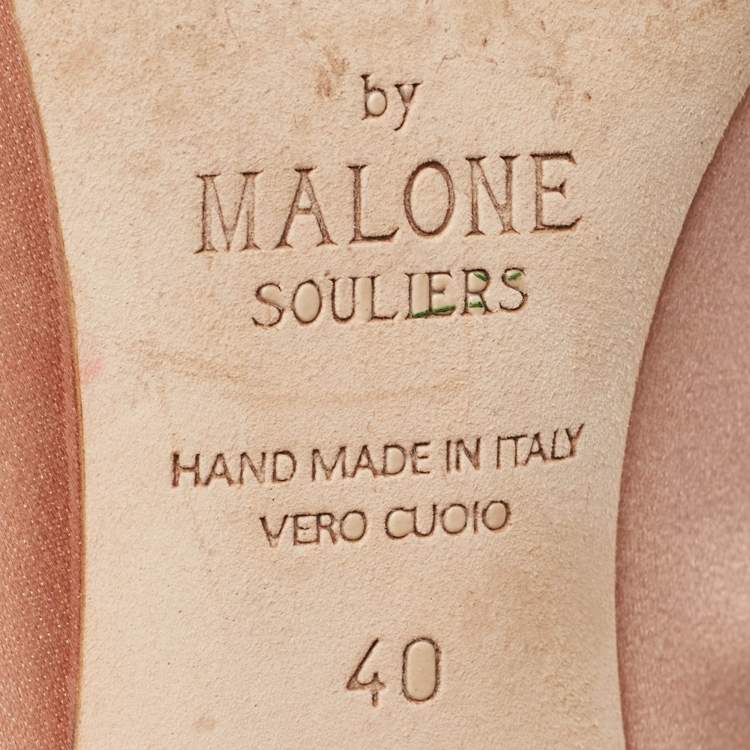 by
MALONE
SOULIERS
HAND MADE IN ITALY
VERO CUOIO
40